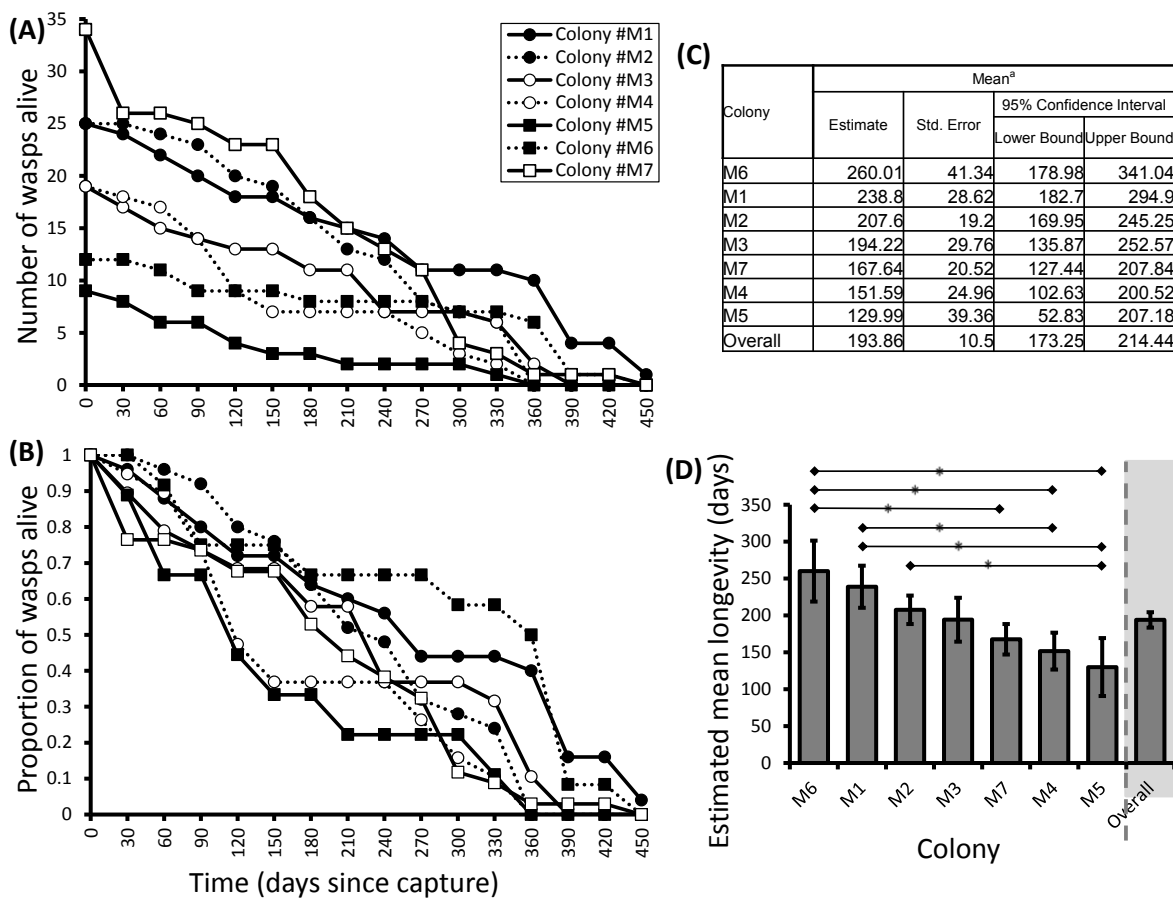 (A)
Number of wasps alive
35
30
25
20
15
10
5
0
0 30 60 90 120 150 180 210 240 270 300 330 360 390 420 450
Colony #M1
Colony #M2
Colony #M3
Colony #M4
Colony #M5
Colony #M6
Colony #M7
(B)
Proportion of wasps alive
1
0.9
0.8
0.7
0.6
0.5
0.4
0.3
0.2
0.1
0
0 30 60 90 120 150 180 210 240 270 300 330 360 390 420 450
Time (days since capture)
(C)
Colony
Meanᵃ
Estimate Std. Error 95% Confidence Interval
Lower Bound Upper Bound
M6 260.01 41.34 178.98 341.04
M1 238.8 28.62 182.7 294.9
M2 207.6 19.2 169.95 245.25
M3 194.22 29.76 135.87 252.57
M7 167.64 20.52 127.44 207.84
M4 151.59 24.96 102.63 200.52
M5 129.99 39.36 52.83 207.18
Overall 193.86 10.5 173.25 214.44
(D)
Estimated mean longevity (days)
350
300
250
200
150
100
50
0
* * * * * *
M6 M1 M2 M3 M7 M4 M5 Overall
Colony